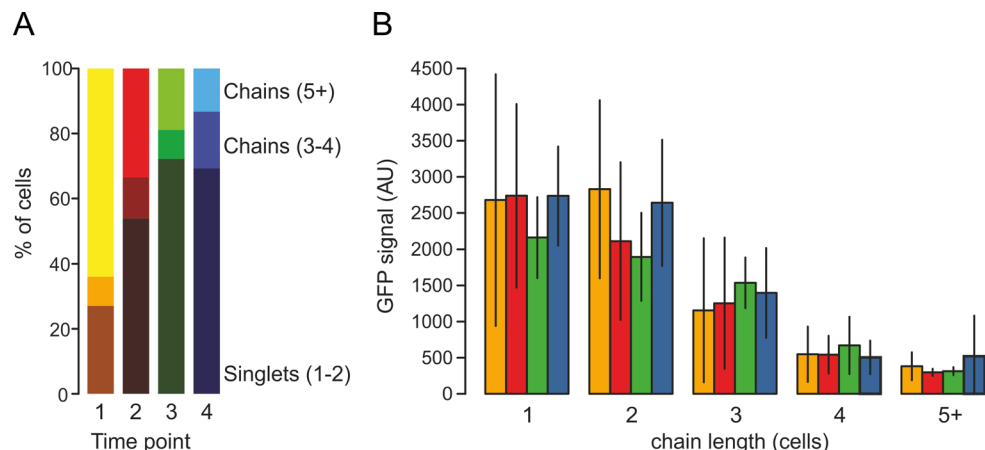 A
% of cells
100
80
60
40
20
0
Chains (5+)
Chains (3-4)
Singlets (1-2)
1 2 3 4
Time point
B
GFP signal (AU)
4500
4000
3500
3000
2500
2000
1500
1000
500
0
1 2 3 4 5+
chain length (cells)